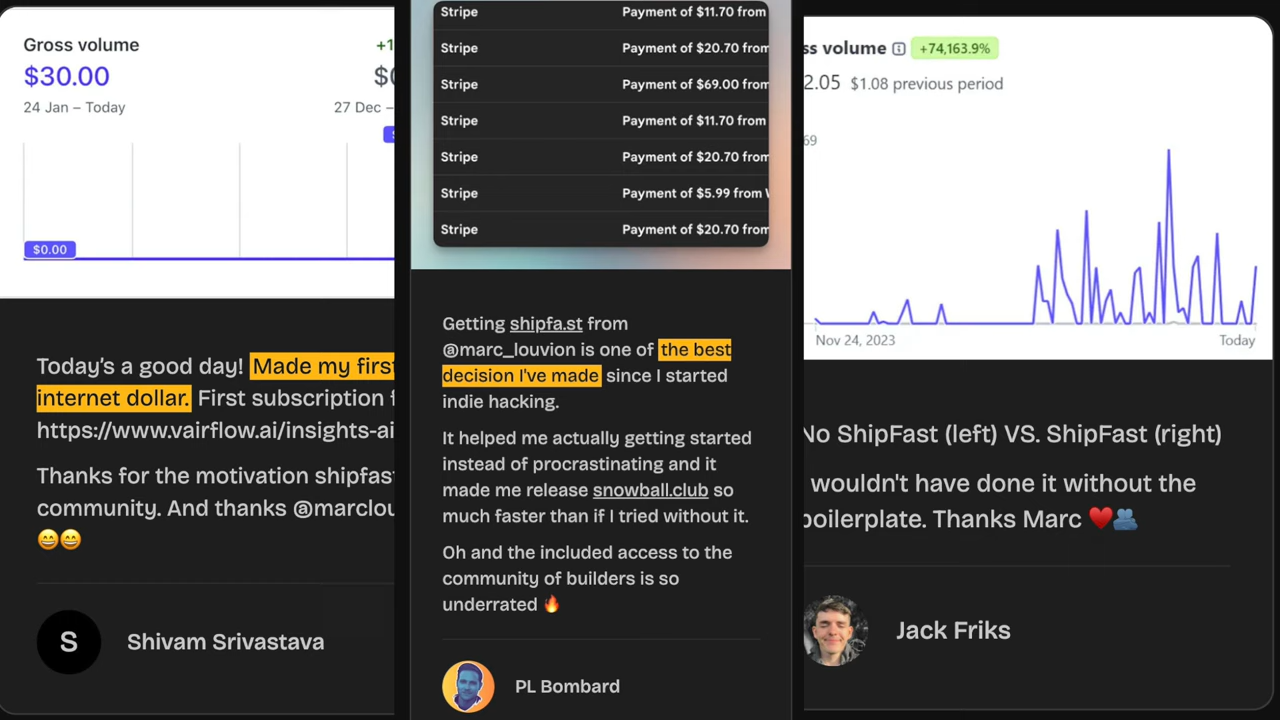 Gross volume
+1
$30.00
$0
24 Jan – Today
27 Dec –
$0.00
Today's a good day! Made my first
internet dollar. First subscription
https://www.vairflow.ai/insights-ai
Thanks for the motivation shipfast
community. And thanks @marclou
😄😄
S
Shivam Srivastava
Stripe Payment of $11.70 from
Stripe Payment of $20.70 from
Stripe Payment of $69.00 from
Stripe Payment of $11.70 from
Stripe Payment of $20.70 from
Stripe Payment of $5.99 from
Stripe Payment of $20.70 from
Getting shipfa.st from
@marc_louvion is one of the best
decision I've made since I started
indie hacking.
It helped me actually getting started
instead of procrastinating and it
made me release snowball.club so
much faster than if I tried without it.
Oh and the included access to the
community of builders is so
underrated 🔥
PL Bombard
ss volume +74,163.9%
2.05 $1.08 previous period
69
Nov 24, 2023
Today
No ShipFast (left) VS. ShipFast (right)
wouldn't have done it without the
boilerplate. Thanks Marc ❤️🫂
Jack Friks